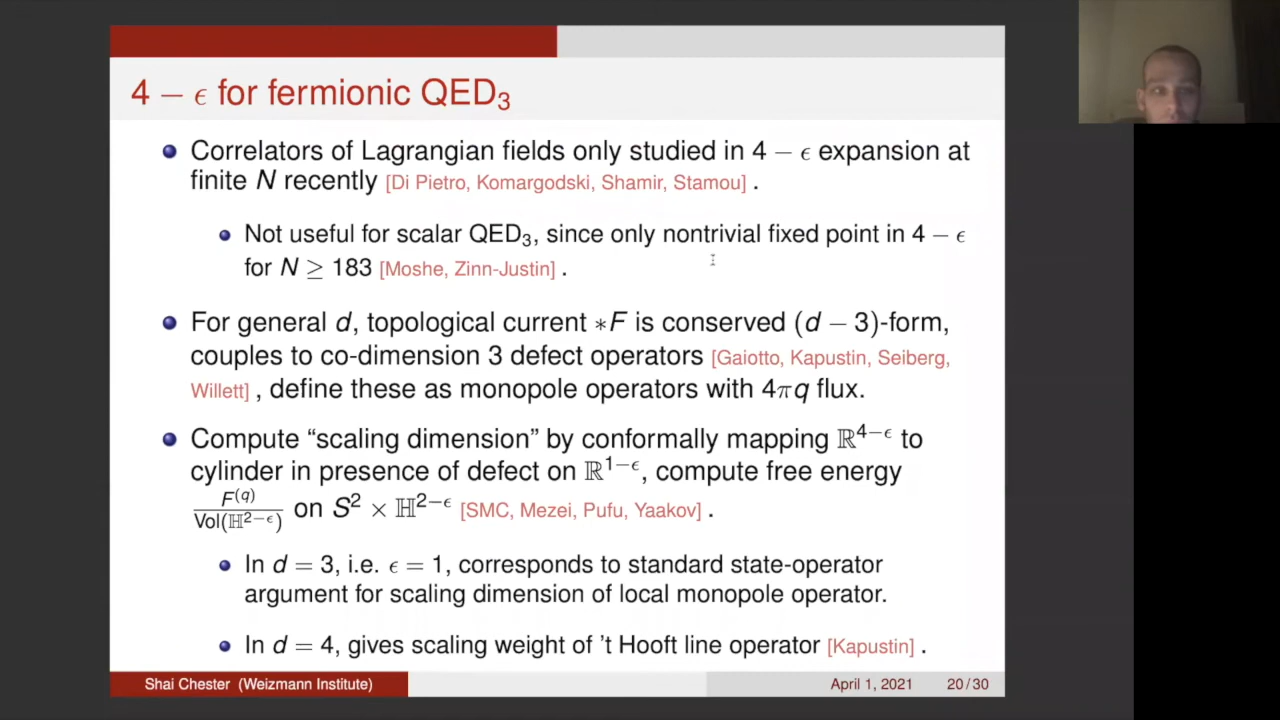 4 − ϵ for fermionic QED₃
Correlators of Lagrangian fields only studied in 4 − ϵ expansion at
finite N recently [Di Pietro, Komargodski, Shamir, Stamou] .
Not useful for scalar QED₃, since only nontrivial fixed point in 4 − ϵ
for N ≥ 183 [Moshe, Zinn-Justin] .
For general d, topological current ∗F is conserved (d − 3)-form,
couples to co-dimension 3 defect operators [Gaiotto, Kapustin, Seiberg,
Willett] , define these as monopole operators with 4πq flux.
Compute “scaling dimension” by conformally mapping ℝ^{4−ϵ} to
cylinder in presence of defect on ℝ^{1−ϵ}, compute free energy
F^{(q)}/Vol(ℍ^{2−ϵ}) on S² × ℍ^{2−ϵ} [SMC, Mezei, Pufu, Yaakov] .
In d = 3, i.e. ϵ = 1, corresponds to standard state-operator
argument for scaling dimension of local monopole operator.
In d = 4, gives scaling weight of ’t Hooft line operator [Kapustin] .
Shai Chester (Weizmann Institute) April 1, 2021 20 / 30